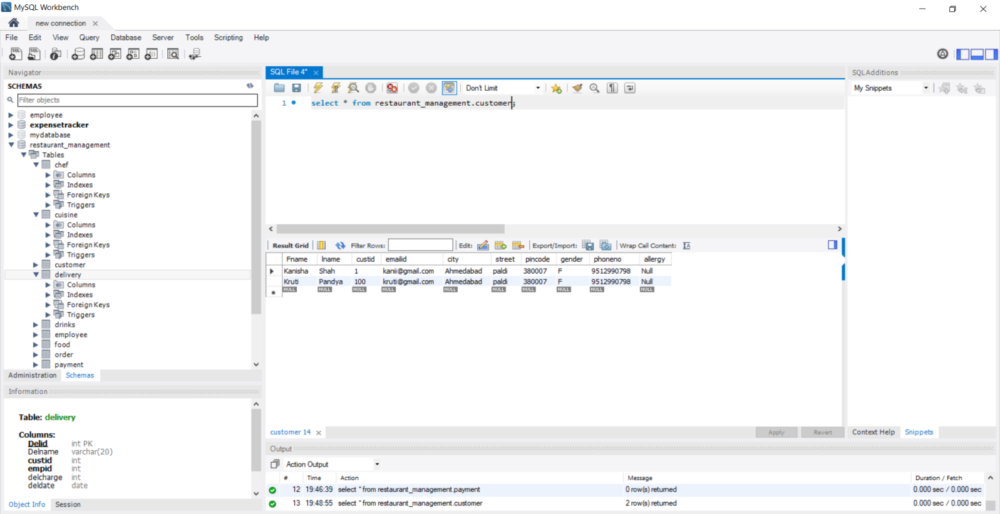 MySQL Workbench
new connection
File Edit View Query Database Server Tools Scripting Help
Navigator
SCHEMAS
Filter objects
employee
expensetracker
mydatabase
restaurant_management
Tables
chef
Columns
Indexes
Foreign Keys
Triggers
cuisine
Columns
Indexes
Foreign Keys
Triggers
customer
delivery
Columns
Indexes
Foreign Keys
Triggers
drinks
employee
food
order
payment
Administration Schemas
Information
Table: delivery
Columns:
Delid int PK
Delname varchar(20)
custid int
empid int
delcharge int
deldate date
Object Info Session
SQL File 4*
Don't Limit
1 select * from restaurant_management.customer;
Result Grid Filter Rows: Edit: Export/Import: Wrap Cell Content:
Fname lname custid emailid city street pincode gender phoneno allergy
Kanisha Shah 1 kanii@gmail.com Ahmedabad paldi 380007 F 9512990798 Null
Kruti Pandya 100 kruti@gmail.com Ahmedabad paldi 380007 F 9512990798 Null
NULL NULL NULL NULL NULL NULL NULL NULL NULL NULL
customer 14
Apply Revert
Output
Action Output
# Time Action Message Duration / Fetch
12 19:46:39 select * from restaurant_management.payment 0 row(s) returned 0.000 sec / 0.000 sec
13 19:48:55 select * from restaurant_management.customer 2 row(s) returned 0.000 sec / 0.000 sec
SQLAdditions
My Snippets
Context Help Snippets